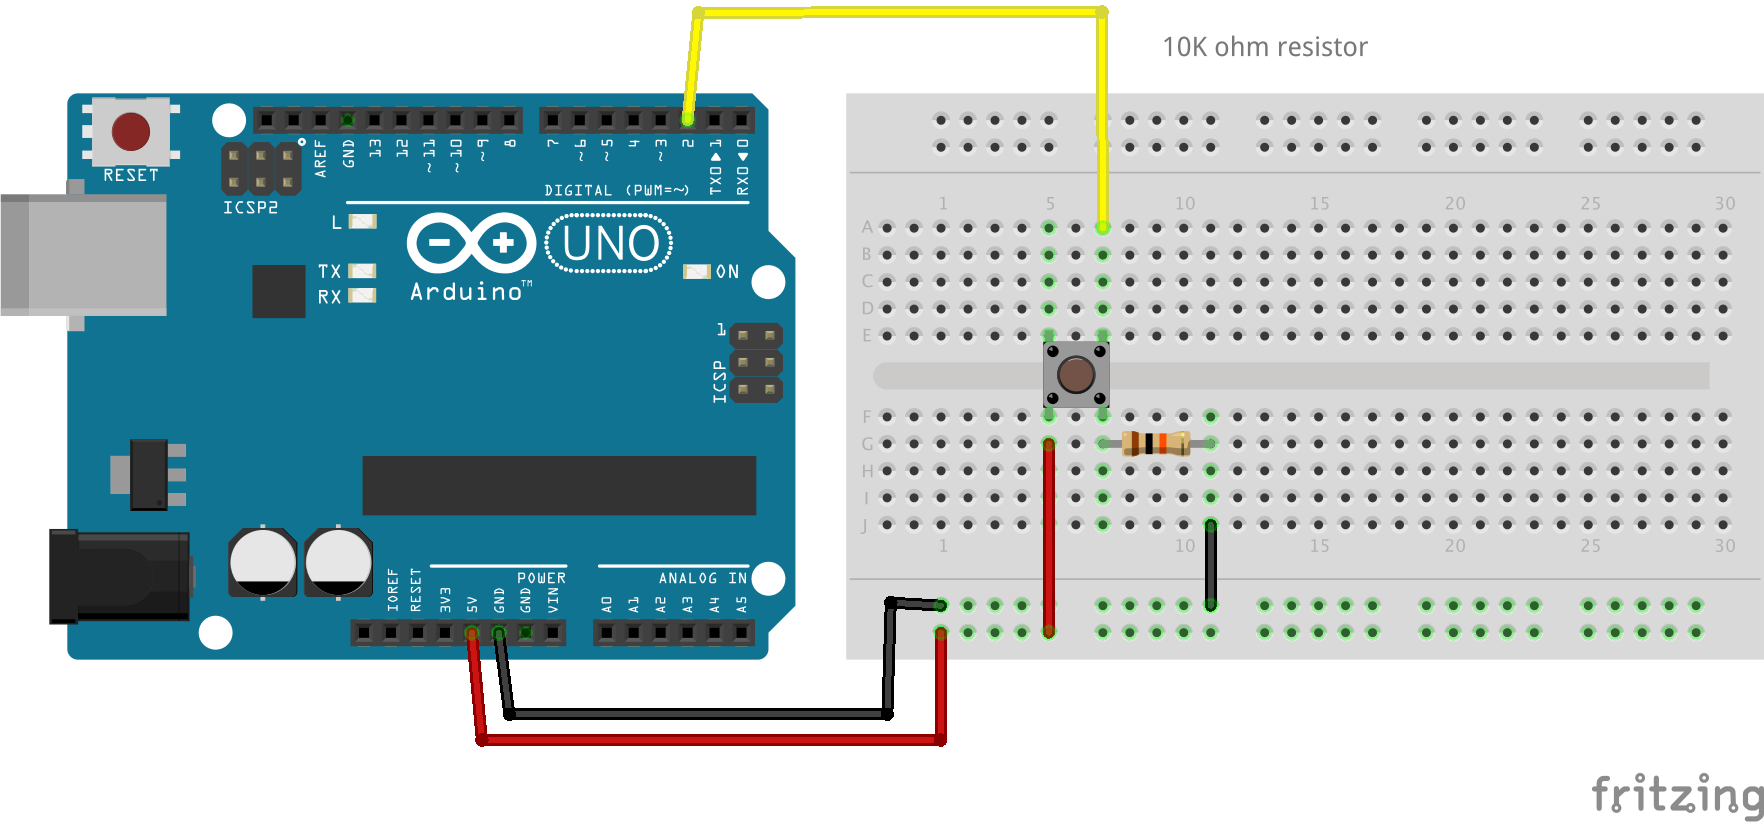 10K ohm resistor
RESET
ICSP2
AREF
GND
13
12
~11
~10
~9
8
7
~6
~5
4
~3
2
TX0▶1
RX0◀0
DIGITAL (PWM=~)
L
TX
RX
UNO
Arduino™
ON
1
ICSP
IOREF
RESET
3V3
5V
GND
GND
VIN
POWER
ANALOG IN
A0
A1
A2
A3
A4
A5
1 5 10 15 20 25 30
A
B
C
D
E
F
G
H
I
J
1 10 15 20 25 30
fritzing